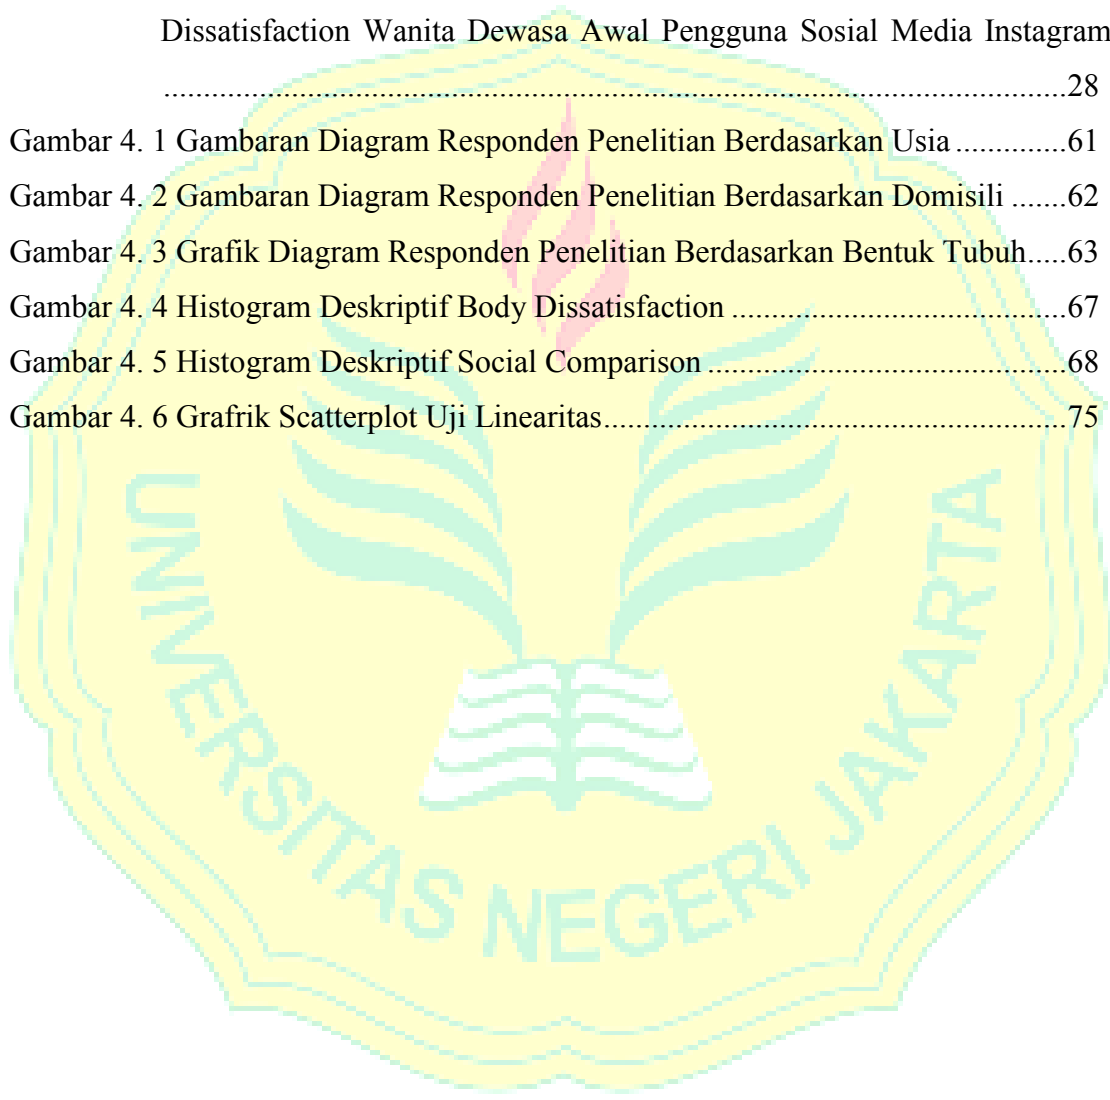 Dissatisfaction Wanita Dewasa Awal Pengguna Sosial Media Instagram
.................................................................................................................28
Gambar 4. 1 Gambaran Diagram Responden Penelitian Berdasarkan Usia ..............61
Gambar 4. 2 Gambaran Diagram Responden Penelitian Berdasarkan Domisili .......62
Gambar 4. 3 Grafik Diagram Responden Penelitian Berdasarkan Bentuk Tubuh.....63
Gambar 4. 4 Histogram Deskriptif Body Dissatisfaction ..........................................67
Gambar 4. 5 Histogram Deskriptif Social Comparison .............................................68
Gambar 4. 6 Grafrik Scatterplot Uji Linearitas..........................................................75
UNIVERSITAS NEGERI JAKARTA